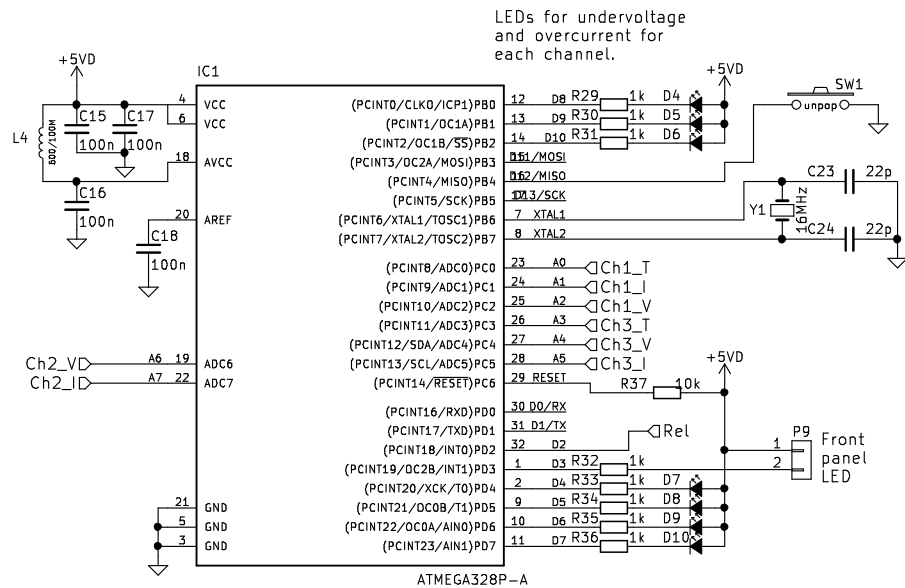 LEDs for undervoltage
and overcurrent for
each channel.
+5VD
IC1
+5VD
SW1
unpop
L4
600/100M
C15
100n
C17
100n
C16
100n
C18
100n
4 VCC
6 VCC
18 AVCC
20 AREF
A6 19 ADC6
A7 22 ADC7
Ch2_V
Ch2_I
21 GND
5 GND
3 GND
(PCINT0/CLKO/ICP1)PB0 12 D8 R29 1k D4
(PCINT1/OC1A)PB1 13 D9 R30 1k D5
(PCINT2/OC1B/SS)PB2 14 D10 R31 1k D6
(PCINT3/OC2A/MOSI)PB3 15 D11/MOSI
(PCINT4/MISO)PB4 16 D12/MISO
(PCINT5/SCK)PB5 17 D13/SCK
(PCINT6/XTAL1/TOSC1)PB6 7 XTAL1
(PCINT7/XTAL2/TOSC2)PB7 8 XTAL2
Y1
16MHz
C23 22p
C24 22p
(PCINT8/ADC0)PC0 23 A0 Ch1_T
(PCINT9/ADC1)PC1 24 A1 Ch1_I
(PCINT10/ADC2)PC2 25 A2 Ch1_V
(PCINT11/ADC3)PC3 26 A3 Ch3_T
(PCINT12/SDA/ADC4)PC4 27 A4 Ch3_V
(PCINT13/SCL/ADC5)PC5 28 A5 Ch3_I
(PCINT14/RESET)PC6 29 RESET R37 10k
+5VD
(PCINT16/RXD)PD0 30 D0/RX
(PCINT17/TXD)PD1 31 D1/TX
(PCINT18/INT0)PD2 32 D2 Rel
(PCINT19/OC2B/INT1)PD3 1 D3 R32 1k
(PCINT20/XCK/T0)PD4 2 D4 R33 1k D7
(PCINT21/OC0B/T1)PD5 9 D5 R34 1k D8
(PCINT22/OC0A/AIN0)PD6 10 D6 R35 1k D9
(PCINT23/AIN1)PD7 11 D7 R36 1k D10
P9
1
2
Front
panel
LED
ATMEGA328P-A